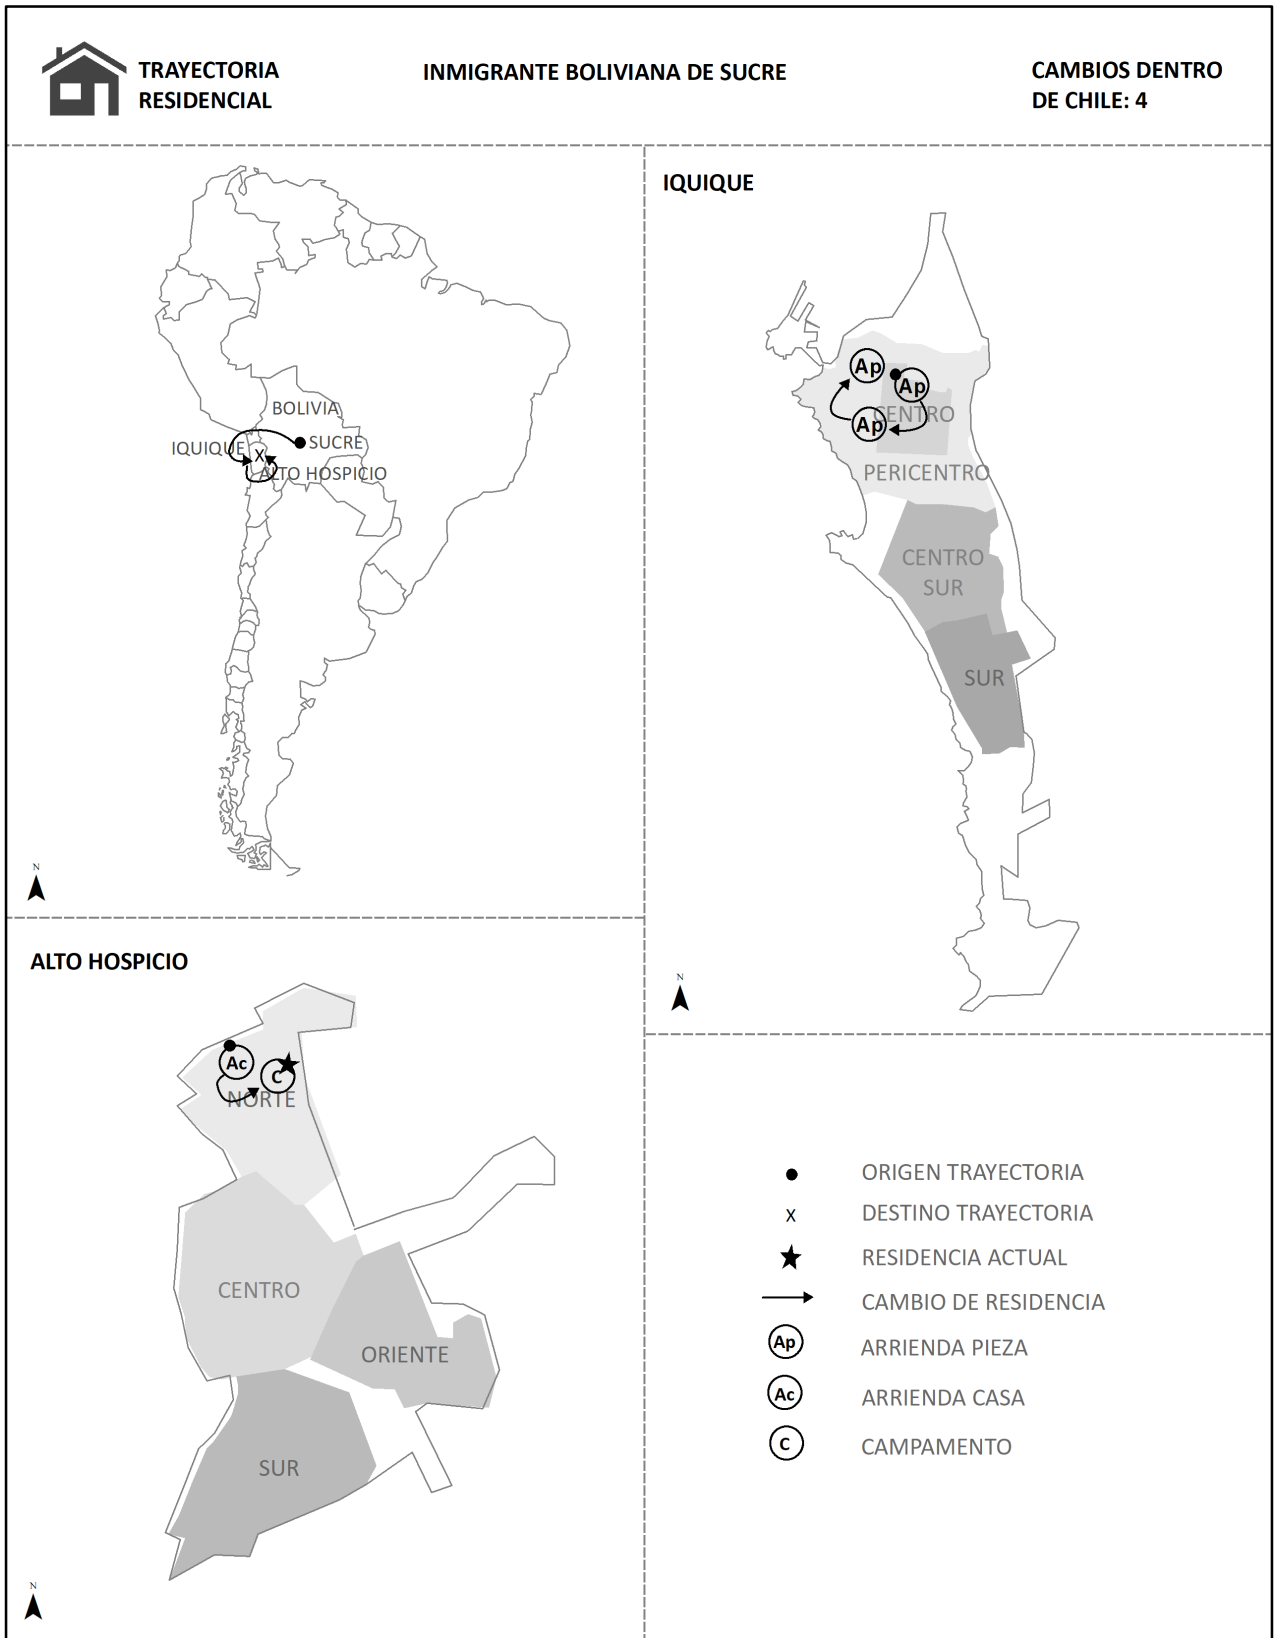 TRAYECTORIA
RESIDENCIAL
INMIGRANTE BOLIVIANA DE SUCRE
CAMBIOS DENTRO
DE CHILE: 4
BOLIVIA
IQUIQUE
SUCRE
X
ALTO HOSPICIO
N
IQUIQUE
Ap
Ap
CENTRO
Ap
PERICENTRO
CENTRO
SUR
SUR
N
ALTO HOSPICIO
Ac
C
NORTE
CENTRO
ORIENTE
SUR
N
ORIGEN TRAYECTORIA
X DESTINO TRAYECTORIA
RESIDENCIA ACTUAL
CAMBIO DE RESIDENCIA
Ap ARRIENDA PIEZA
Ac ARRIENDA CASA
C CAMPAMENTO